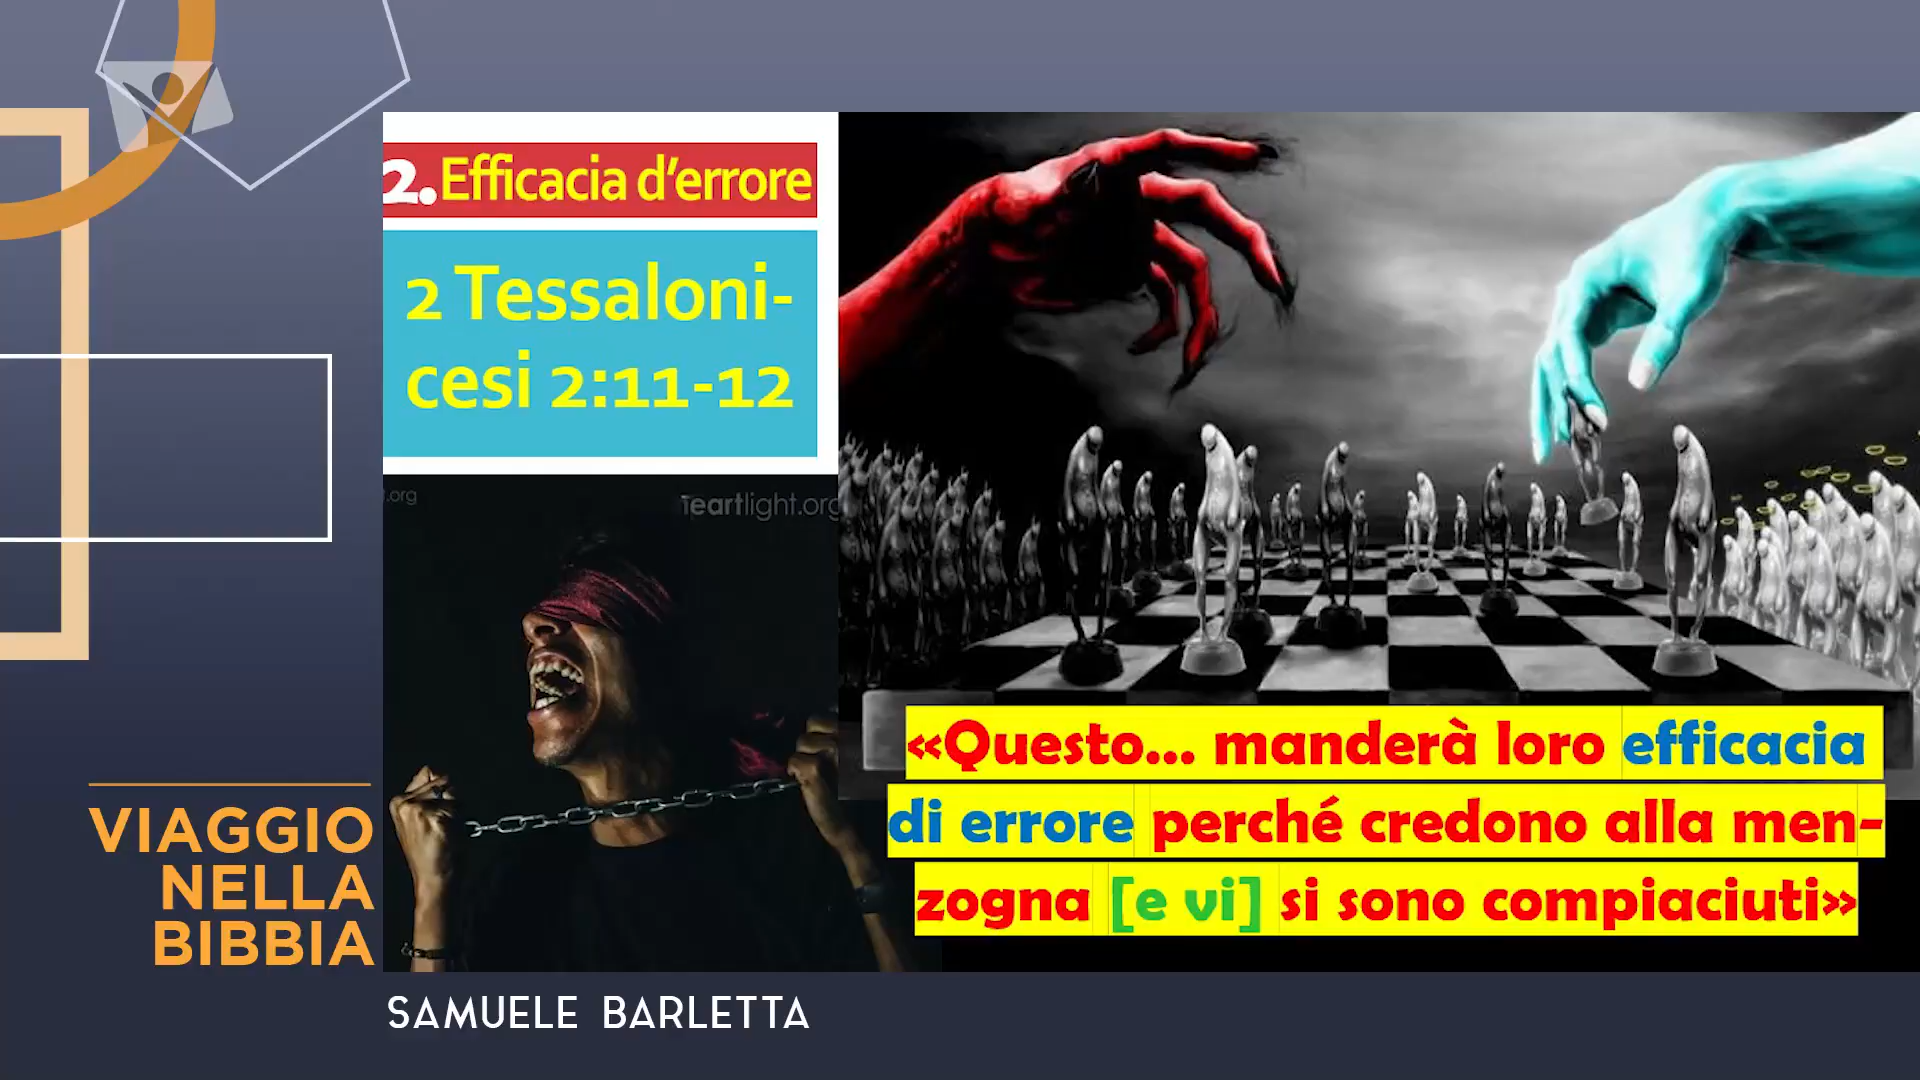 2.Efficacia d'errore
2 Tessaloni-
cesi 2:11-12
.org
heartlight.org
«Questo... manderà loro efficacia
di errore perché credono alla men-
zogna [e vi] si sono compiaciuti»
VIAGGIO
NELLA
BIBBIA
SAMUELE BARLETTA